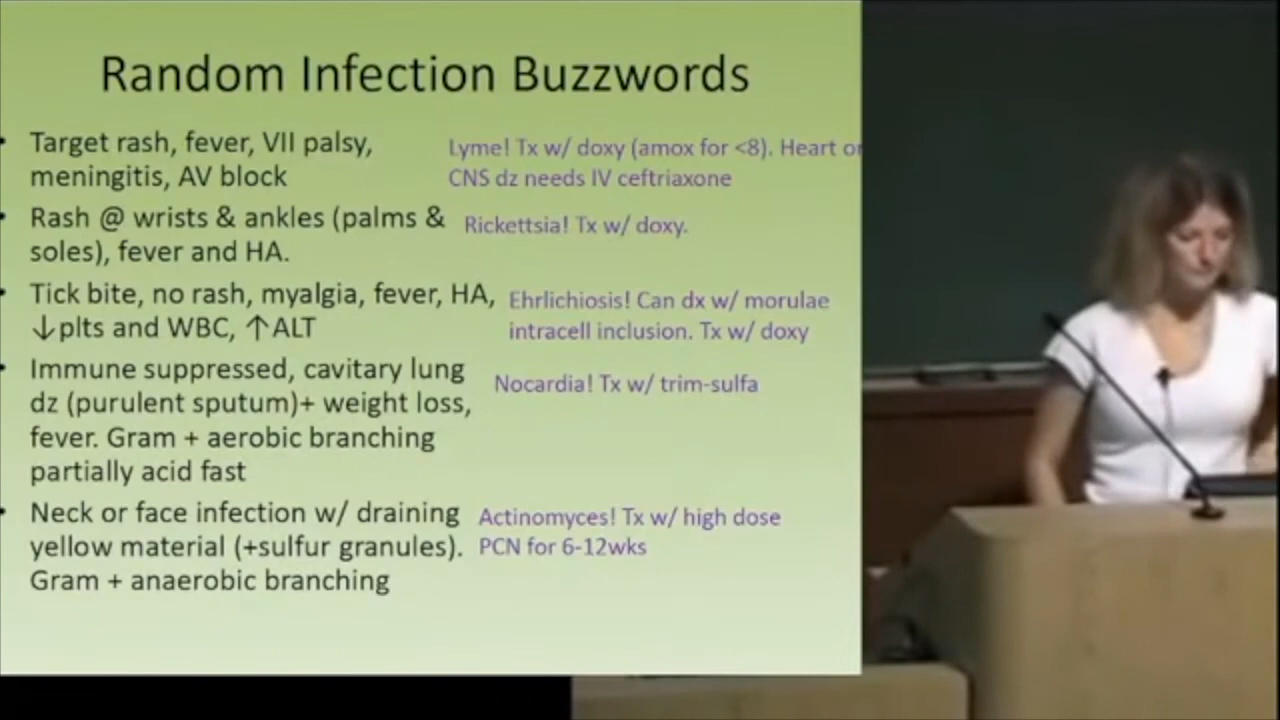 Random Infection Buzzwords
• Target rash, fever, VII palsy,
meningitis, AV block
Lyme! Tx w/ doxy (amox for <8). Heart or
CNS dz needs IV ceftriaxone
• Rash @ wrists & ankles (palms &
soles), fever and HA.
Rickettsia! Tx w/ doxy.
• Tick bite, no rash, myalgia, fever, HA,
↓plts and WBC, ↑ALT
Ehrlichiosis! Can dx w/ morulae
intracell inclusion. Tx w/ doxy
• Immune suppressed, cavitary lung
dz (purulent sputum)+ weight loss,
fever. Gram + aerobic branching
partially acid fast
Nocardia! Tx w/ trim-sulfa
• Neck or face infection w/ draining
yellow material (+sulfur granules).
Gram + anaerobic branching
Actinomyces! Tx w/ high dose
PCN for 6-12wks